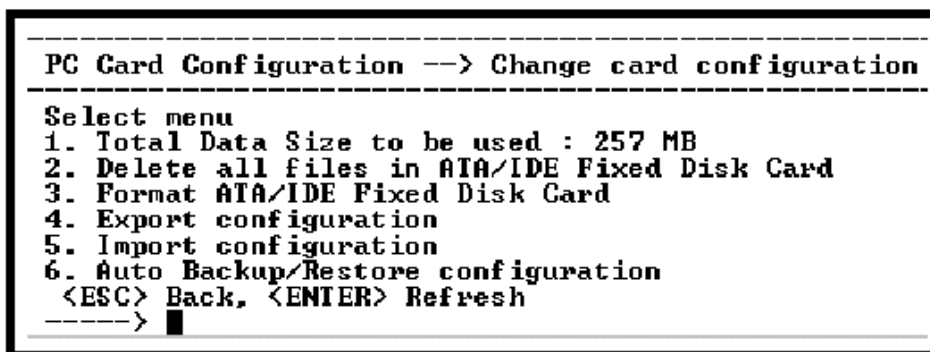 --------------------------------------------------------
PC Card Configuration --> Change card configuration
--------------------------------------------------------
Select menu
1. Total Data Size to be used : 257 MB
2. Delete all files in ATA/IDE Fixed Disk Card
3. Format ATA/IDE Fixed Disk Card
4. Export configuration
5. Import configuration
6. Auto Backup/Restore configuration
<ESC> Back, <ENTER> Refresh
----->